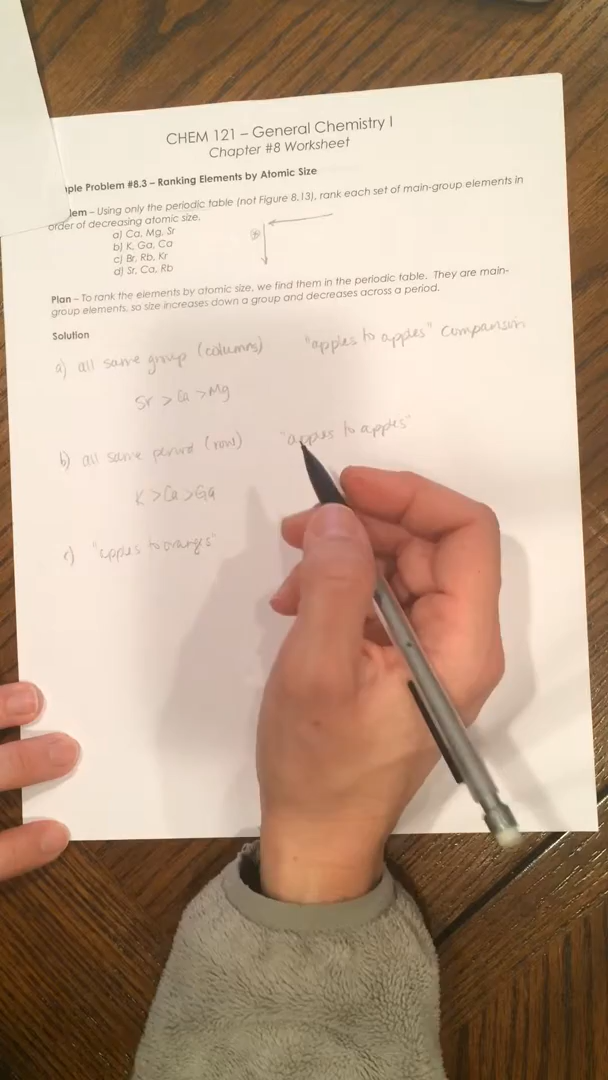 CHEM 121 – General Chemistry I
Chapter #8 Worksheet
ple Problem #8.3 – Ranking Elements by Atomic Size
lem – Using only the periodic table (not Figure 8.13), rank each set of main-group elements in
order of decreasing atomic size.
a) Ca, Mg, Sr
b) K, Ga, Ca
c) Br, Rb, Kr
d) Sr, Ca, Rb
Plan – To rank the elements by atomic size, we find them in the periodic table. They are main-
group elements, so size increases down a group and decreases across a period.
Solution
a) all same group (columns) "apples to apples" comparison
Sr > Ca > Mg
b) all same period (row) "apples to apples"
K > Ca > Ga
c) "apples to oranges"